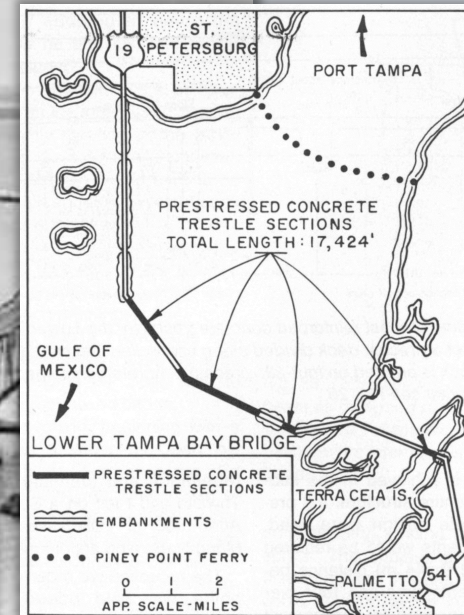 19
ST.
PETERSBURG
PORT TAMPA
PRESTRESSED CONCRETE
TRESTLE SECTIONS
TOTAL LENGTH: 17,424'
GULF OF
MEXICO
LOWER TAMPA BAY BRIDGE
PRESTRESSED CONCRETE
TRESTLE SECTIONS
EMBANKMENTS
PINEY POINT FERRY
0 1 2
APP. SCALE-MILES
TERRA CEIA IS.
PALMETTO
541